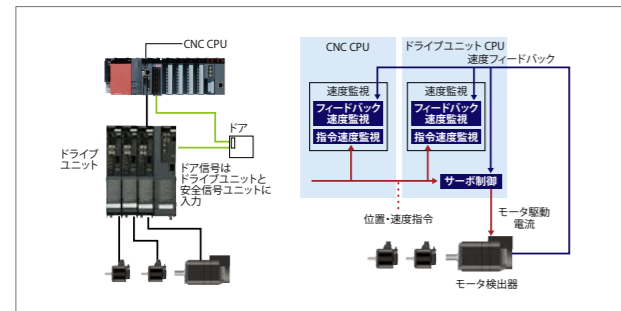 CNC CPU
ドア
ドライブ
ユニット
ドア信号は
ドライブユニットと
安全信号ユニットに
入力
CNC CPU
ドライブユニット CPU
速度フィードバック
速度監視
フィードバック
速度監視
指令速度監視
速度監視
フィードバック
速度監視
指令速度監視
サーボ制御
位置・速度指令
モータ駆動
電流
モータ検出器